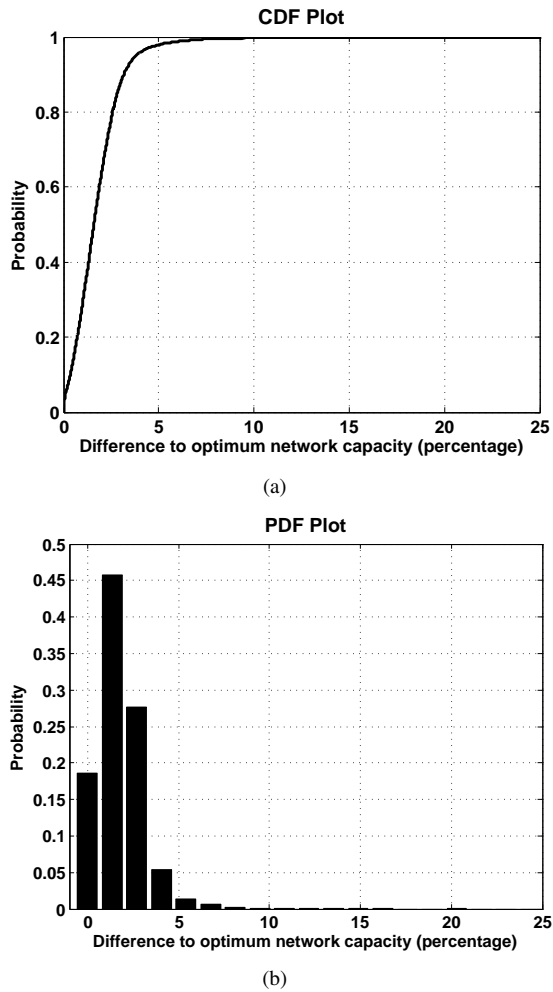 CDF Plot
1
0.8
0.6
0.4
0.2
0
Probability
0 5 10 15 20 25
Difference to optimum network capacity (percentage)
(a)
PDF Plot
0.5
0.45
0.4
0.35
0.3
0.25
0.2
0.15
0.1
0.05
0
Probability
0 5 10 15 20 25
Difference to optimum network capacity (percentage)
(b)